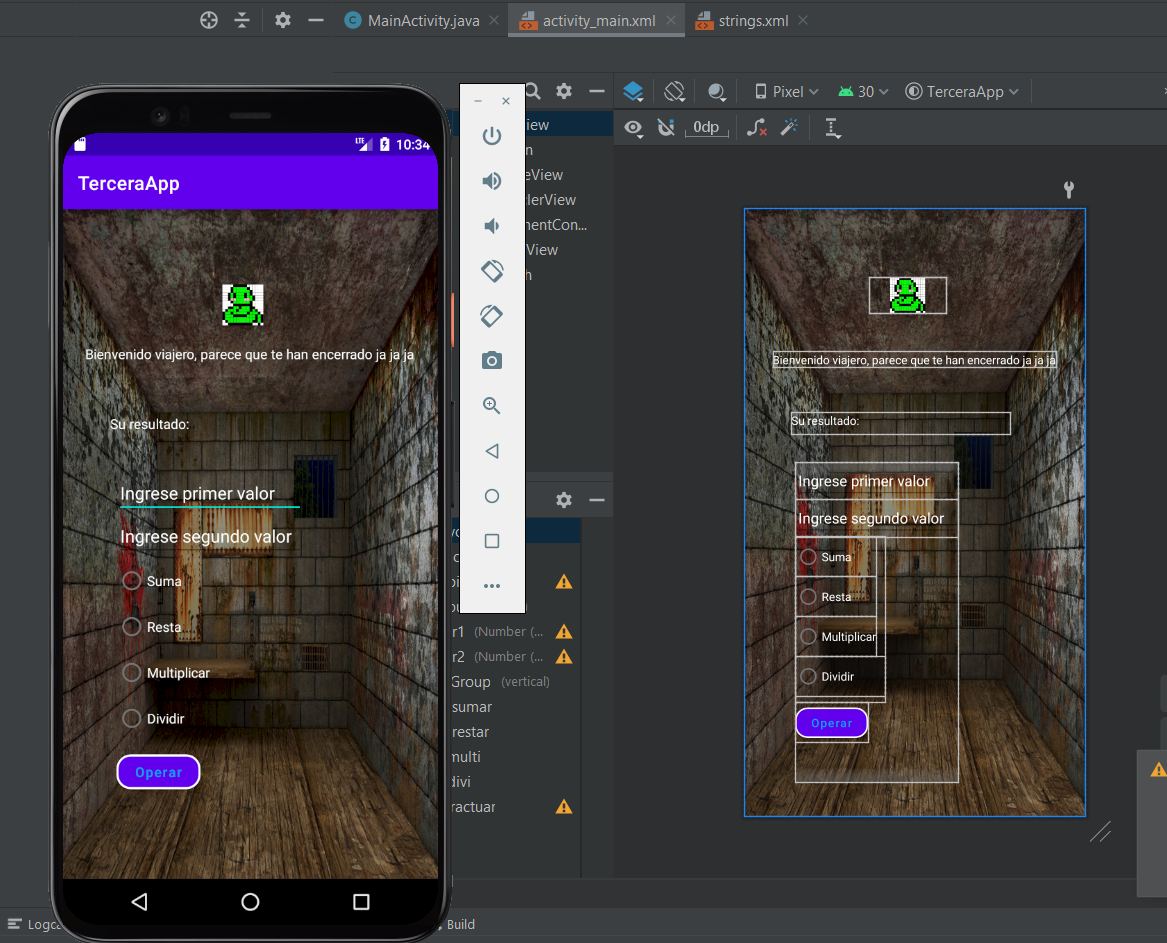 MainActivity.java
activity_main.xml
strings.xml
Pixel
30
TerceraApp
0dp
LTE
10:34
TerceraApp
Bienvenido viajero, parece que te han encerrado ja ja ja
Su resultado:
Ingrese primer valor
Ingrese segundo valor
Suma
Resta
Multiplicar
Dividir
Operar
iew
n
eView
lerView
nentCon...
View
h
r1 (Number (...
r2 (Number (...
Group (vertical)
sumar
restar
multi
divi
ractuar
Bienvenido viajero, parece que te han encerrado ja ja ja
Su resultado:
Ingrese primer valor
Ingrese segundo valor
Suma
Resta
Multiplicar
Dividir
Operar
Logca
Build